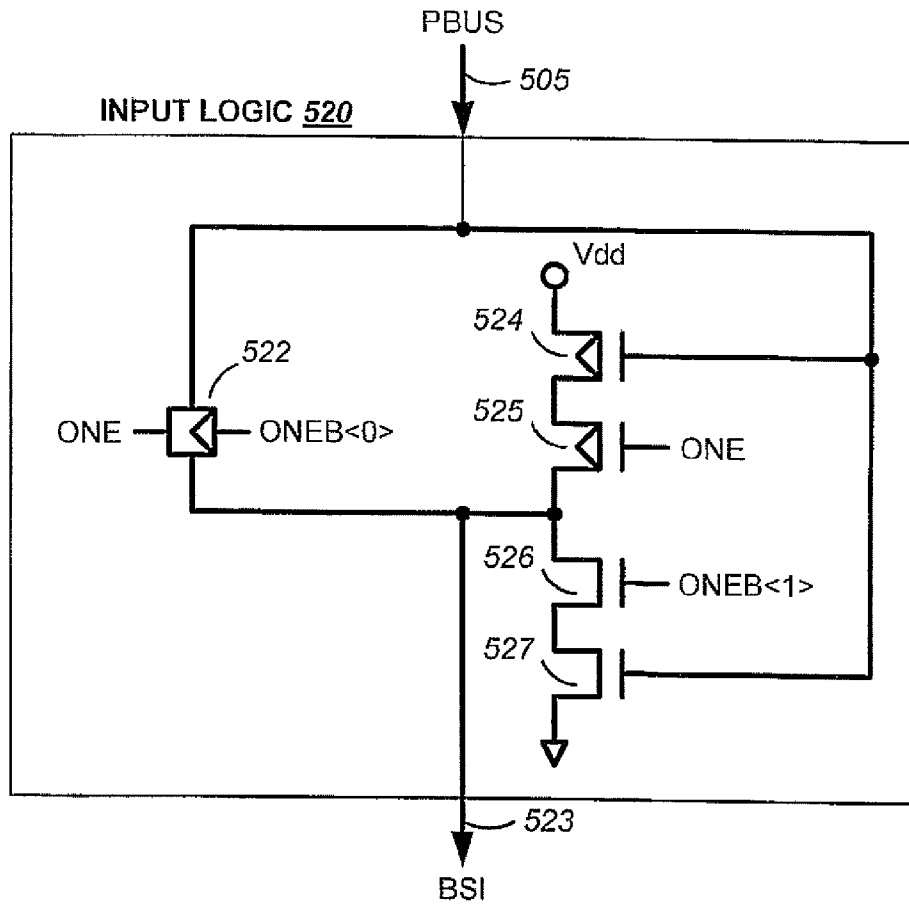 PBUS
505
INPUT LOGIC 520
Vdd
524
522
525
ONE
ONEB<0>
ONE
526
ONEB<1>
527
523
BSI